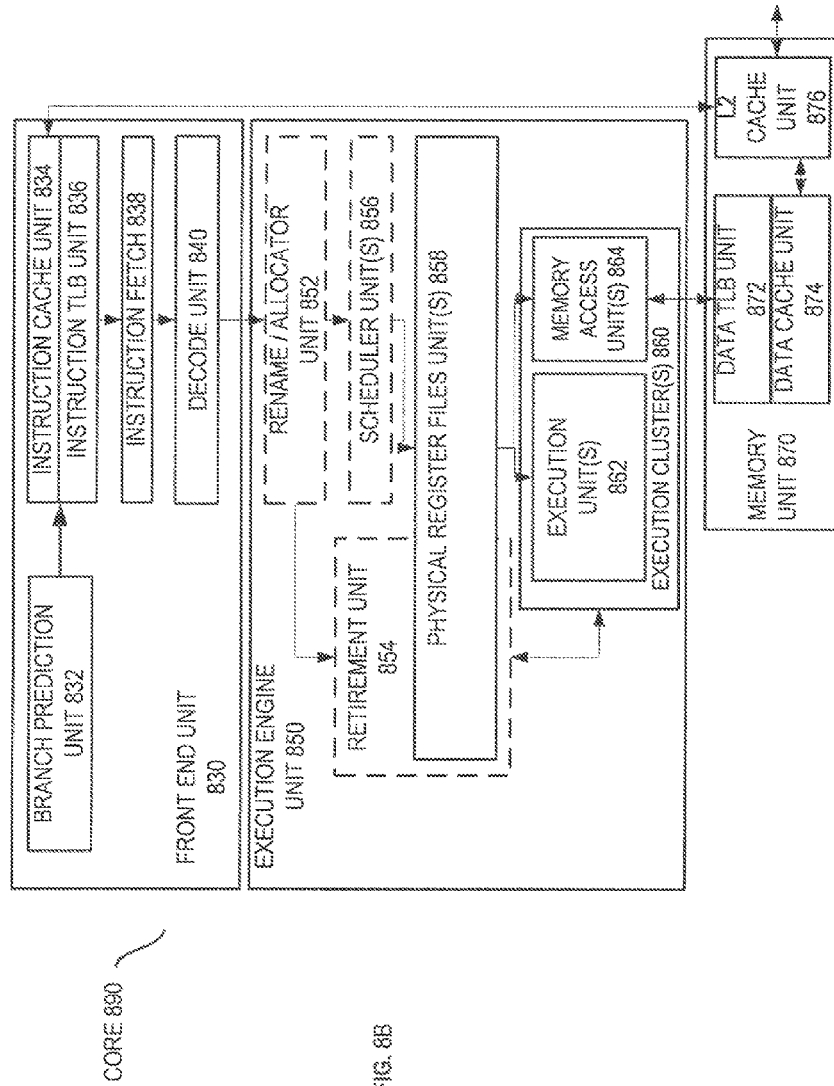 CORE 890
FIG. 8B
BRANCH PREDICTION
UNIT 832
FRONT END UNIT
830
INSTRUCTION CACHE UNIT 834
INSTRUCTION TLB UNIT 836
INSTRUCTION FETCH 838
DECODE UNIT 840
EXECUTION ENGINE
UNIT 850
RENAME / ALLOCATOR
UNIT 852
SCHEDULER UNIT(S) 856
RETIREMENT UNIT
854
PHYSICAL REGISTER FILES UNIT(S) 858
EXECUTION
UNIT(S)
862
MEMORY
ACCESS
UNIT(S) 864
EXECUTION CLUSTER(S) 860
MEMORY
UNIT 870
DATA TLB UNIT
872
DATA CACHE UNIT
874
L2
CACHE
UNIT
876